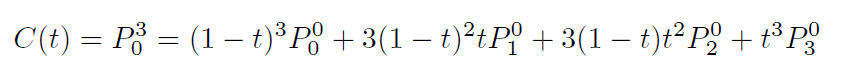 C(t) = P_0^3 = (1 − t)^3 P_0^0 + 3(1 − t)^2 t P_1^0 + 3(1 − t)t^2 P_2^0 + t^3 P_3^0